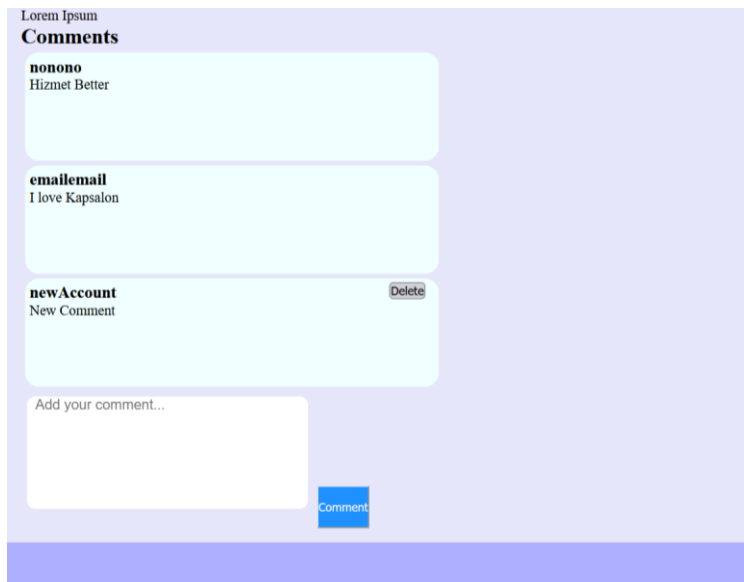 Lorem Ipsum
Comments
nonono
Hizmet Better
emailemail
I love Kapsalon
newAccount
Delete
New Comment
Add your comment...
Comment